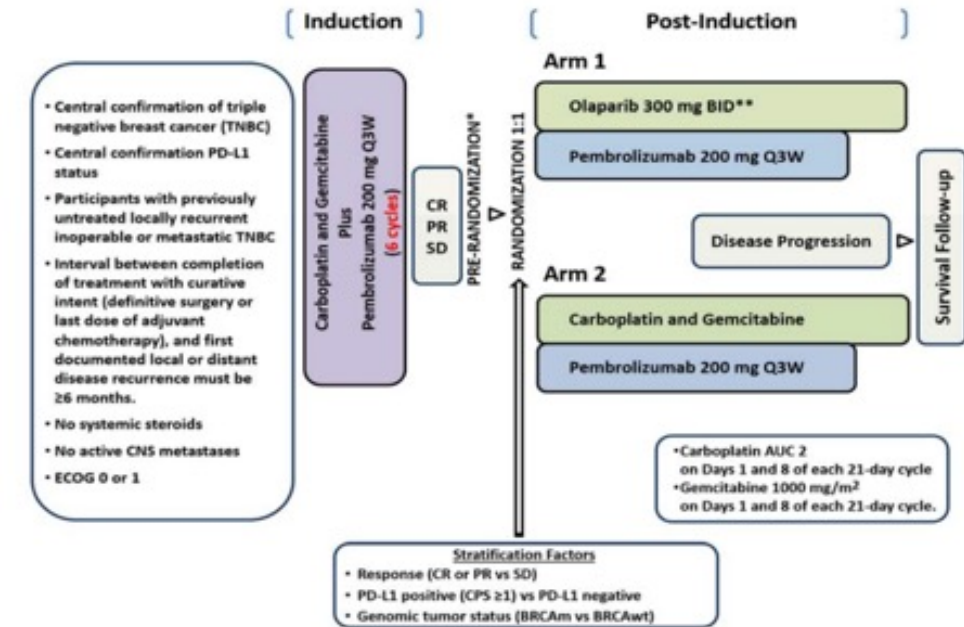 Induction
Post-Induction
• Central confirmation of triple
negative breast cancer (TNBC)
• Central confirmation PD-L1
status
• Participants with previously
untreated locally recurrent
inoperable or metastatic TNBC
• Interval between completion
of treatment with curative
intent (definitive surgery or
last dose of adjuvant
chemotherapy), and first
documented local or distant
disease recurrence must be
≥6 months.
• No systemic steroids
• No active CNS metastases
• ECOG 0 or 1
Carboplatin and Gemcitabine
Plus
Pembrolizumab 200 mg Q3W
(6 cycles)
CR
PR
SD
PRE-RANDOMIZATION*
RANDOMIZATION 1:1
Arm 1
Olaparib 300 mg BID**
Pembrolizumab 200 mg Q3W
Disease Progression
Survival Follow-up
Arm 2
Carboplatin and Gemcitabine
Pembrolizumab 200 mg Q3W
•Carboplatin AUC 2
on Days 1 and 8 of each 21-day cycle
•Gemcitabine 1000 mg/m²
on Days 1 and 8 of each 21-day cycle.
Stratification Factors
• Response (CR or PR vs SD)
• PD-L1 positive (CPS ≥1) vs PD-L1 negative
• Genomic tumor status (BRCAm vs BRCAwt)